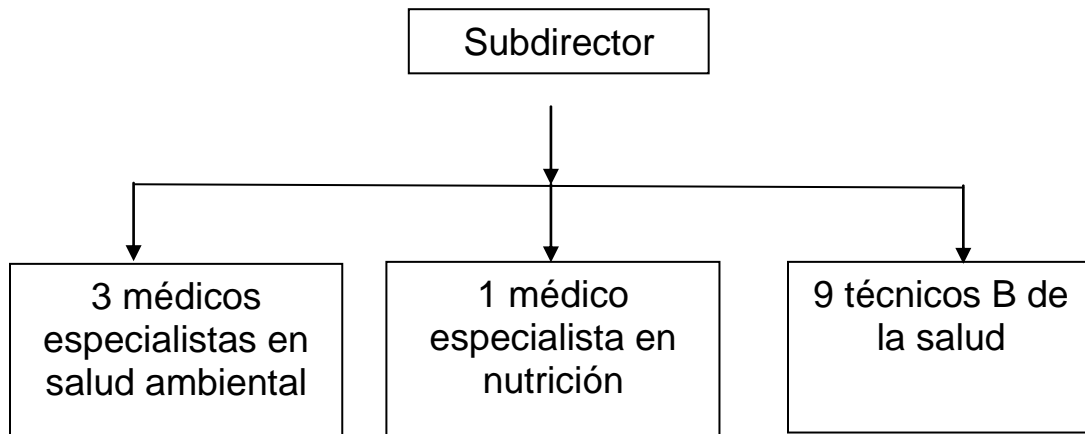 Subdirector
3 médicos
especialistas en
salud ambiental
1 médico
especialista en
nutrición
9 técnicos B de
la salud